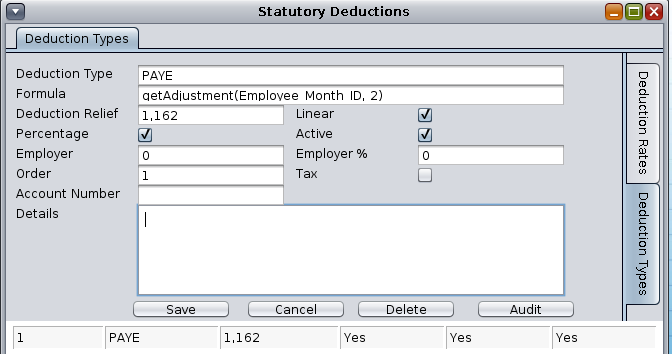 Statutory Deductions
Deduction Types
Deduction Type PAYE
Formula getAdjustment(Employee_Month_ID, 2)
Deduction Relief 1,162 Linear
Percentage Active
Employer 0 Employer % 0
Order 1 Tax
Account Number
Details
Save Cancel Delete Audit
1 PAYE 1,162 Yes Yes Yes
Deduction Rates
Deduction Types